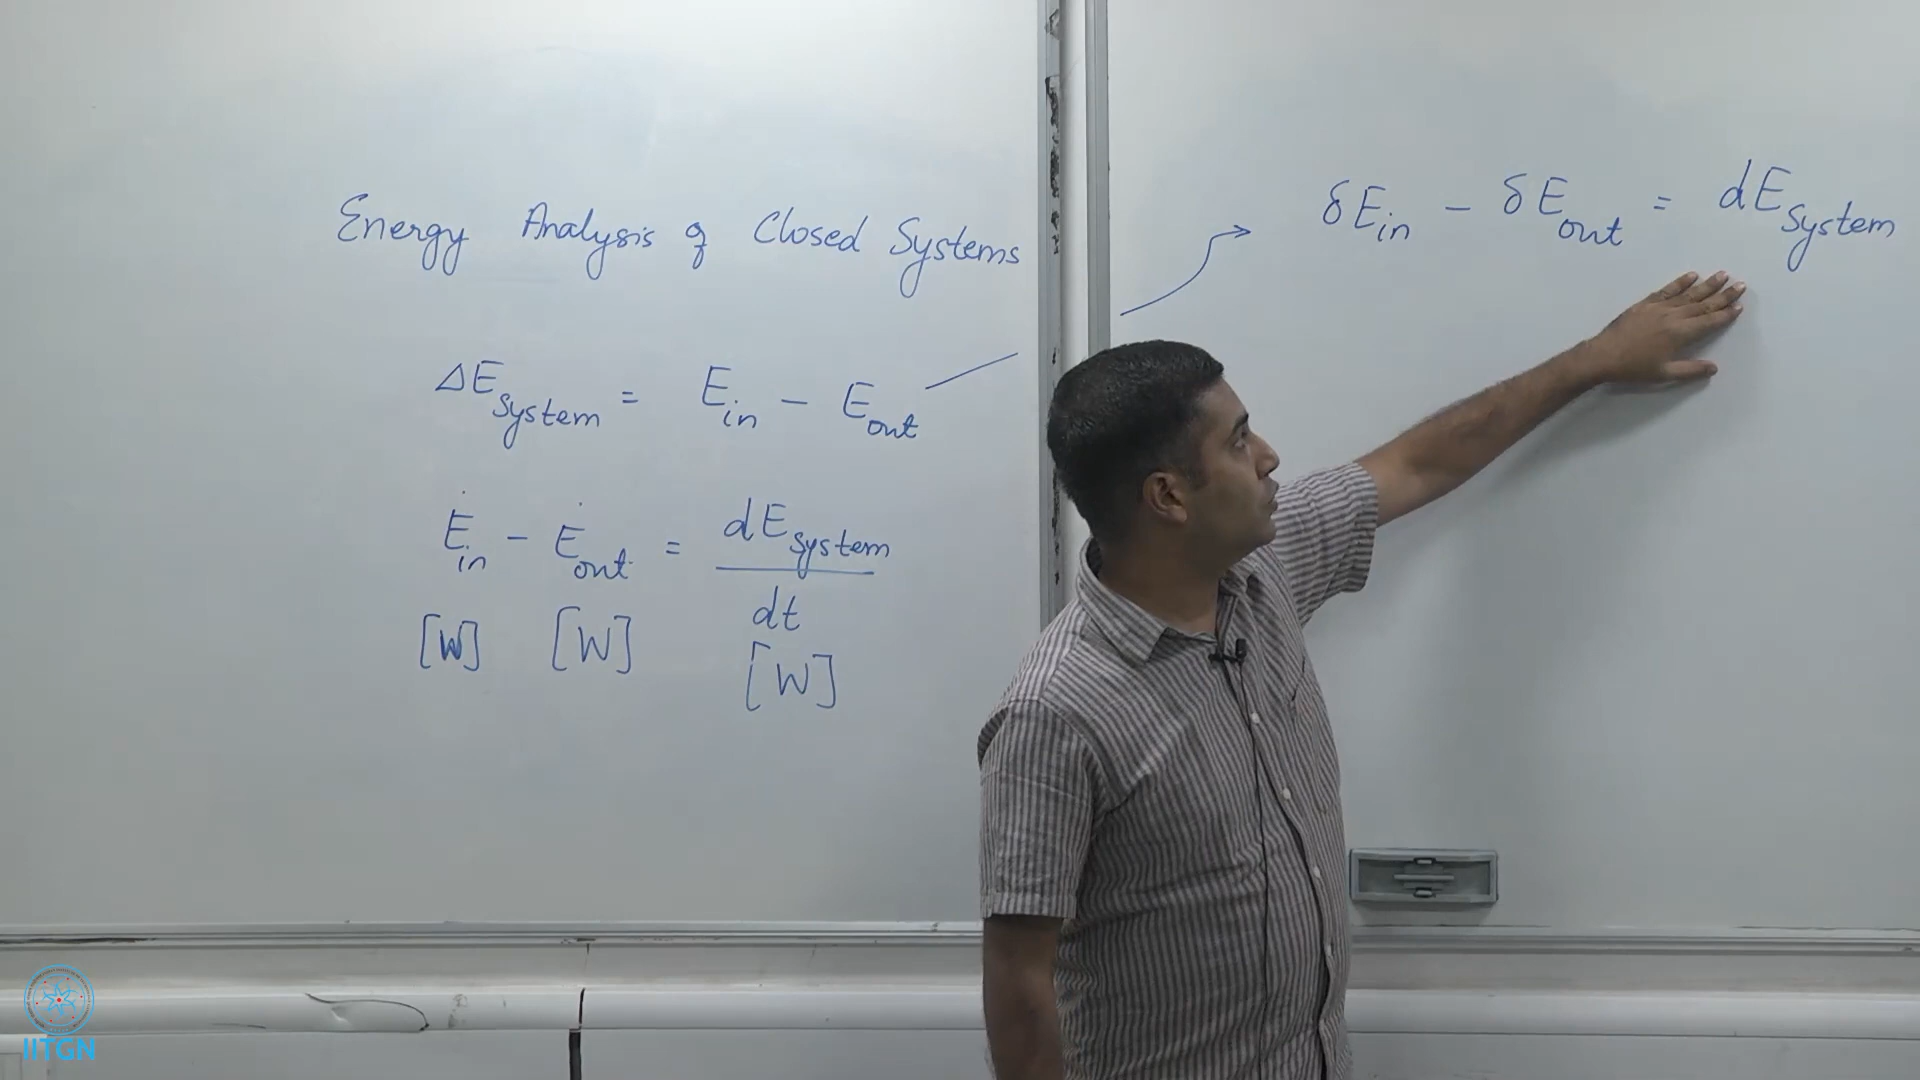 Energy Analysis of Closed Systems
ΔE_system = E_in − E_out
Ė_in − Ė_out = dE_system / dt
[W] [W] [W]
δE_in − δE_out = dE_system
IITGN